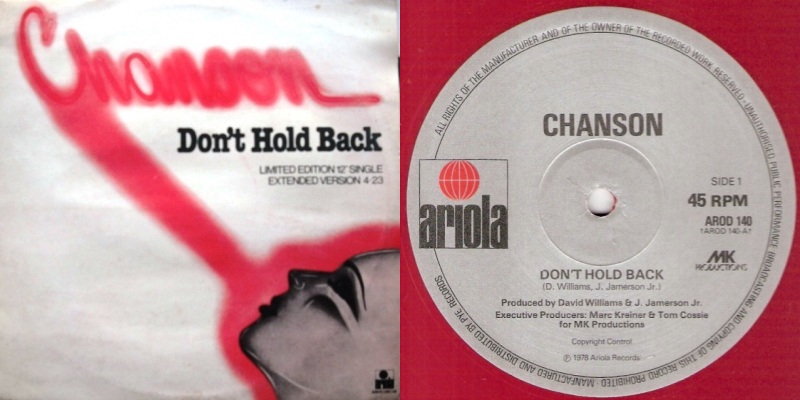 Chanson
Don't Hold Back
LIMITED EDITION 12" SINGLE
EXTENDED VERSION 4·23
ALL RIGHTS OF THE MANUFACTURER AND OF THE OWNER OF THE RECORDED WORK RESERVED · UNAUTHORISED PUBLIC PERFORMANCE BROADCASTING AND COPYING OF THIS RECORD PROHIBITED · MANFACTURED AND DISTRIBUTED BY PYE RECORDS
CHANSON
ariola
SIDE 1
45 RPM
AROD 140
1AROD 140-A1
MK
PRODUCTIONS
DON'T HOLD BACK
(D. Williams, J. Jamerson Jr.)
Produced by David Williams & J. Jamerson Jr.
Executive Producers: Marc Kreiner & Tom Cossie
for MK Productions
Copyright Control
℗ 1978 Ariola Records